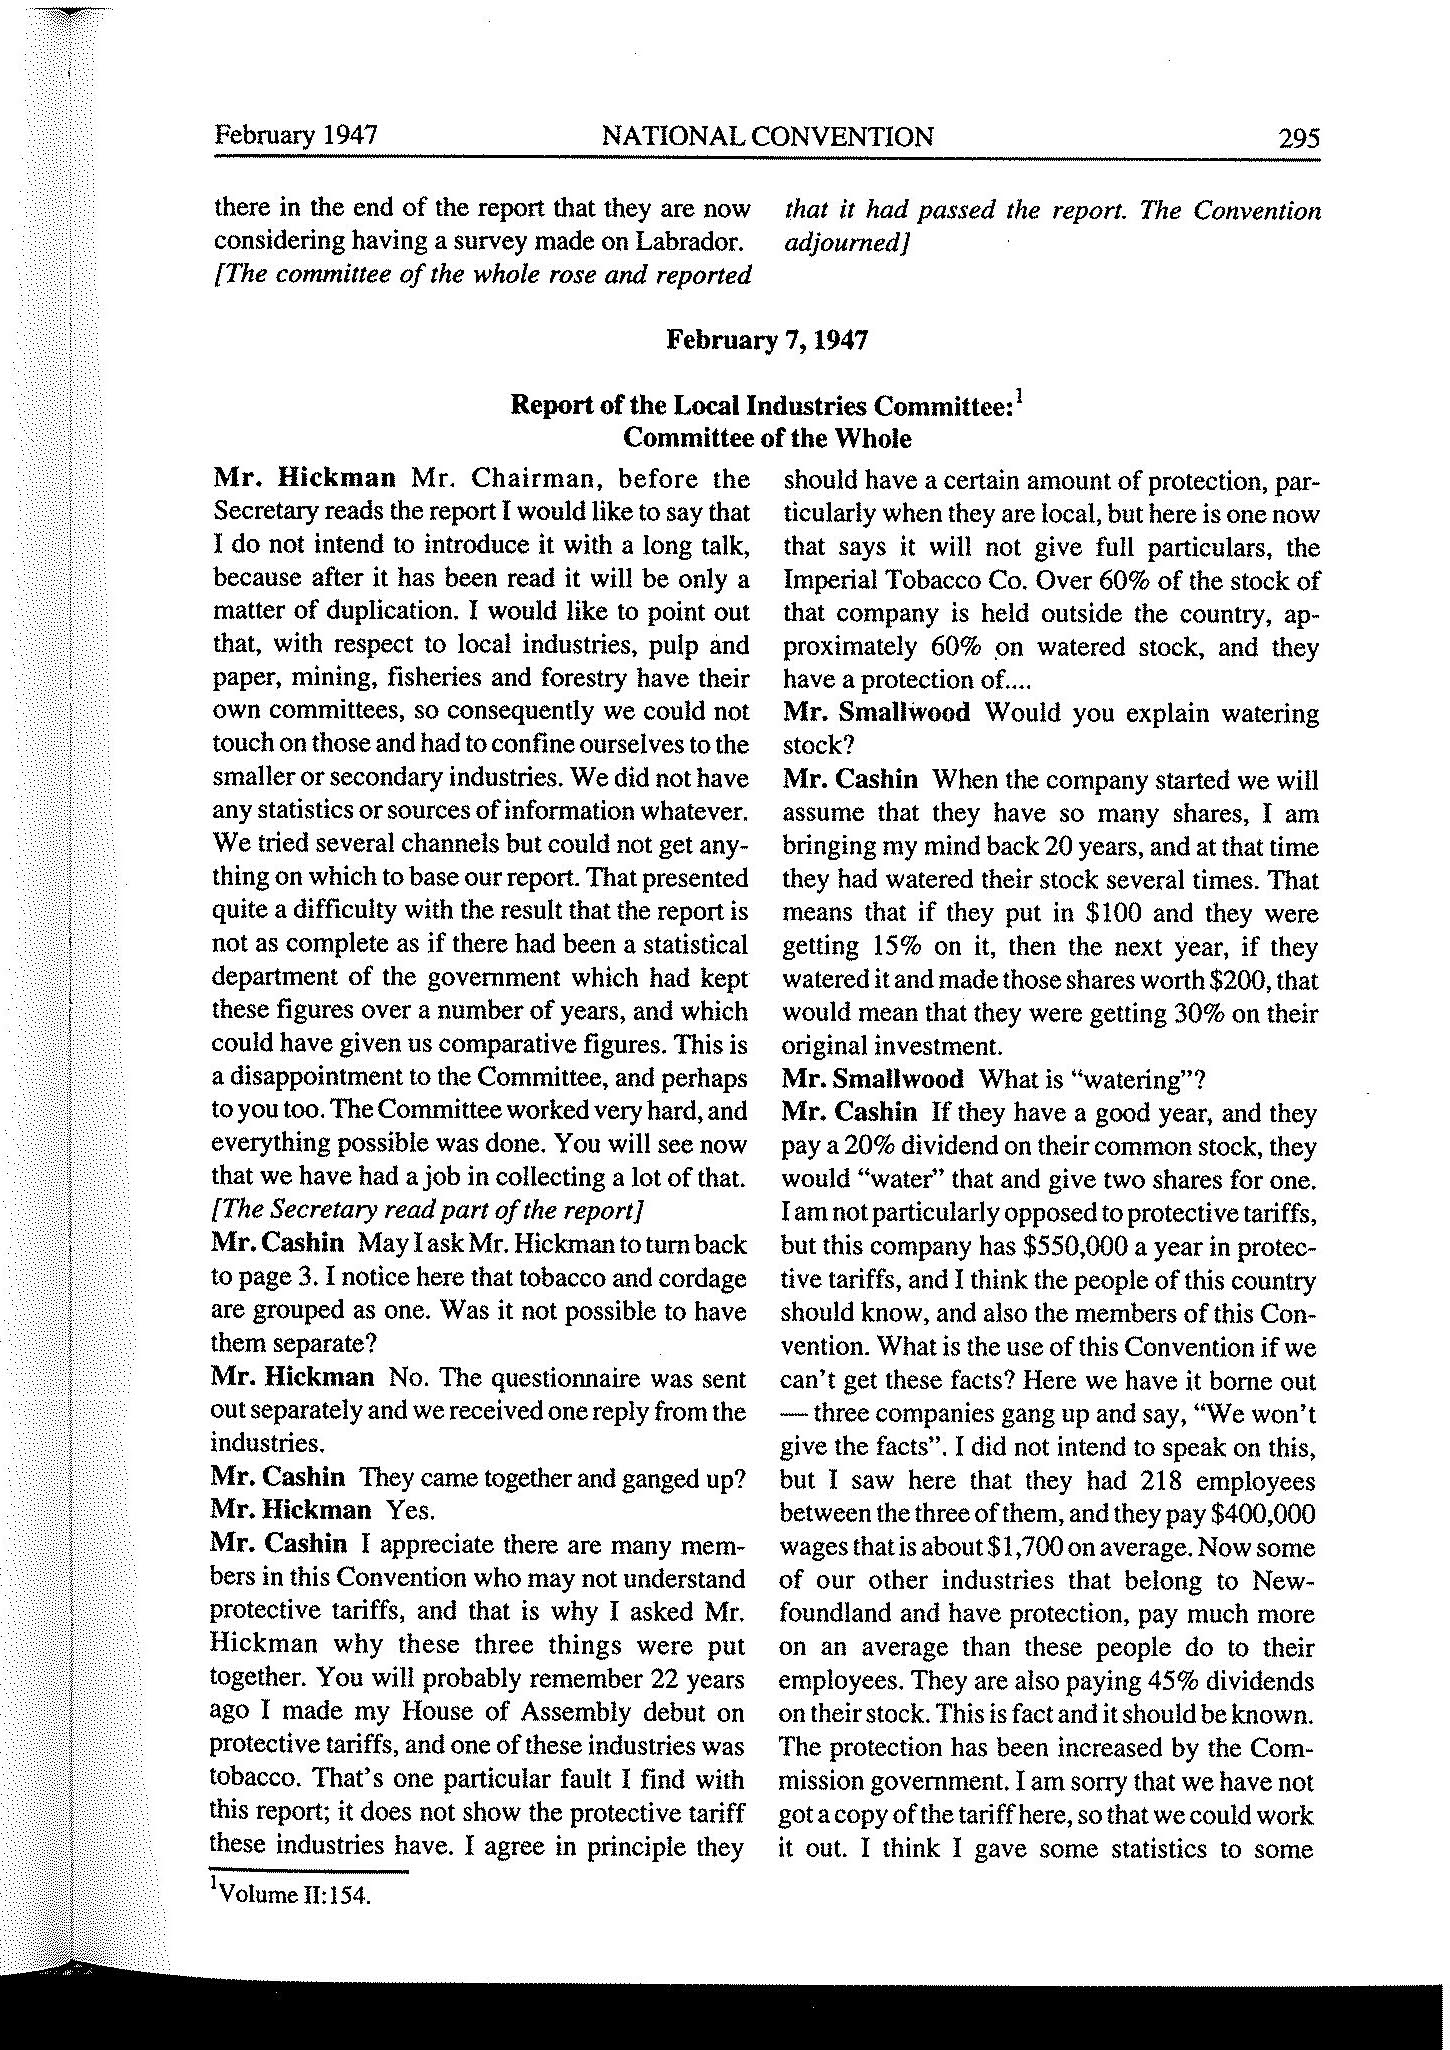 February 1947 NATIONAL CONVENTION 295
there in the end of the report that they are now
considering having a survey made on Labrador.
[The committee of the whole rose and reported
that it had passed the report. The Convention
adjourned]
February 7, 1947
Report of the Local Industries Committee:¹
Committee of the Whole
Mr. Hickman Mr. Chairman, before the
Secretary reads the report I would like to say that
I do not intend to introduce it with a long talk,
because after it has been read it will be only a
matter of duplication. I would like to point out
that, with respect to local industries, pulp and
paper, mining, fisheries and forestry have their
own committees, so consequently we could not
touch on those and had to confine ourselves to the
smaller or secondary industries. We did not have
any statistics or sources of information whatever.
We tried several channels but could not get any-
thing on which to base our report. That presented
quite a difficulty with the result that the report is
not as complete as if there had been a statistical
department of the government which had kept
these figures over a number of years, and which
could have given us comparative figures. This is
a disappointment to the Committee, and perhaps
to you too. The Committee worked very hard, and
everything possible was done. You will see now
that we have had a job in collecting a lot of that.
[The Secretary read part of the report]
Mr. Cashin May I ask Mr. Hickman to turn back
to page 3. I notice here that tobacco and cordage
are grouped as one. Was it not possible to have
them separate?
Mr. Hickman No. The questionnaire was sent
out separately and we received one reply from the
industries.
Mr. Cashin They came together and ganged up?
Mr. Hickman Yes.
Mr. Cashin I appreciate there are many mem-
bers in this Convention who may not understand
protective tariffs, and that is why I asked Mr.
Hickman why these three things were put
together. You will probably remember 22 years
ago I made my House of Assembly debut on
protective tariffs, and one of these industries was
tobacco. That's one particular fault I find with
this report; it does not show the protective tariff
these industries have. I agree in principle they
should have a certain amount of protection, par-
ticularly when they are local, but here is one now
that says it will not give full particulars, the
Imperial Tobacco Co. Over 60% of the stock of
that company is held outside the country, ap-
proximately 60% on watered stock, and they
have a protection of....
Mr. Smallwood Would you explain watering
stock?
Mr. Cashin When the company started we will
assume that they have so many shares, I am
bringing my mind back 20 years, and at that time
they had watered their stock several times. That
means that if they put in $100 and they were
getting 15% on it, then the next year, if they
watered it and made those shares worth $200, that
would mean that they were getting 30% on their
original investment.
Mr. Smallwood What is "watering"?
Mr. Cashin If they have a good year, and they
pay a 20% dividend on their common stock, they
would "water" that and give two shares for one.
I am not particularly opposed to protective tariffs,
but this company has $550,000 a year in protec-
tive tariffs, and I think the people of this country
should know, and also the members of this Con-
vention. What is the use of this Convention if we
can't get these facts? Here we have it borne out
— three companies gang up and say, "We won't
give the facts". I did not intend to speak on this,
but I saw here that they had 218 employees
between the three of them, and they pay $400,000
wages that is about $1,700 on average. Now some
of our other industries that belong to New-
foundland and have protection, pay much more
on an average than these people do to their
employees. They are also paying 45% dividends
on their stock. This is fact and it should be known.
The protection has been increased by the Com-
mission government. I am sorry that we have not
got a copy of the tariff here, so that we could work
it out. I think I gave some statistics to some
¹Volume II:154.